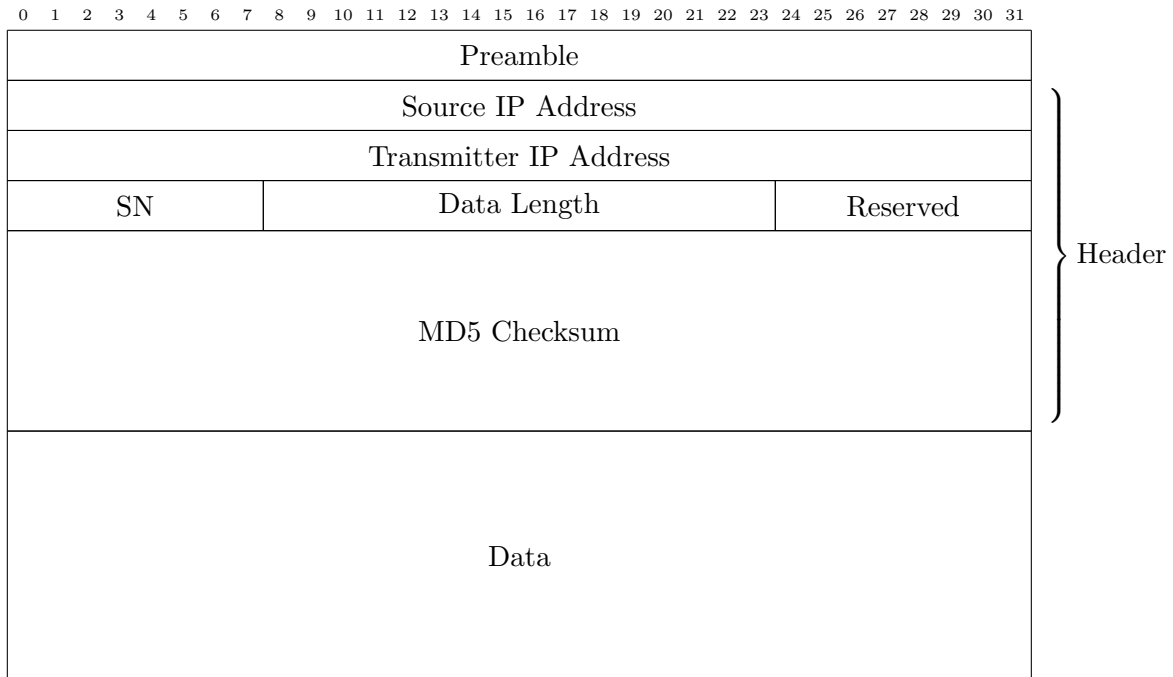 0 1 2 3 4 5 6 7 8 9 10 11 12 13 14 15 16 17 18 19 20 21 22 23 24 25 26 27 28 29 30 31
Preamble
Source IP Address
Transmitter IP Address
SN Data Length Reserved
Header
MD5 Checksum
Data